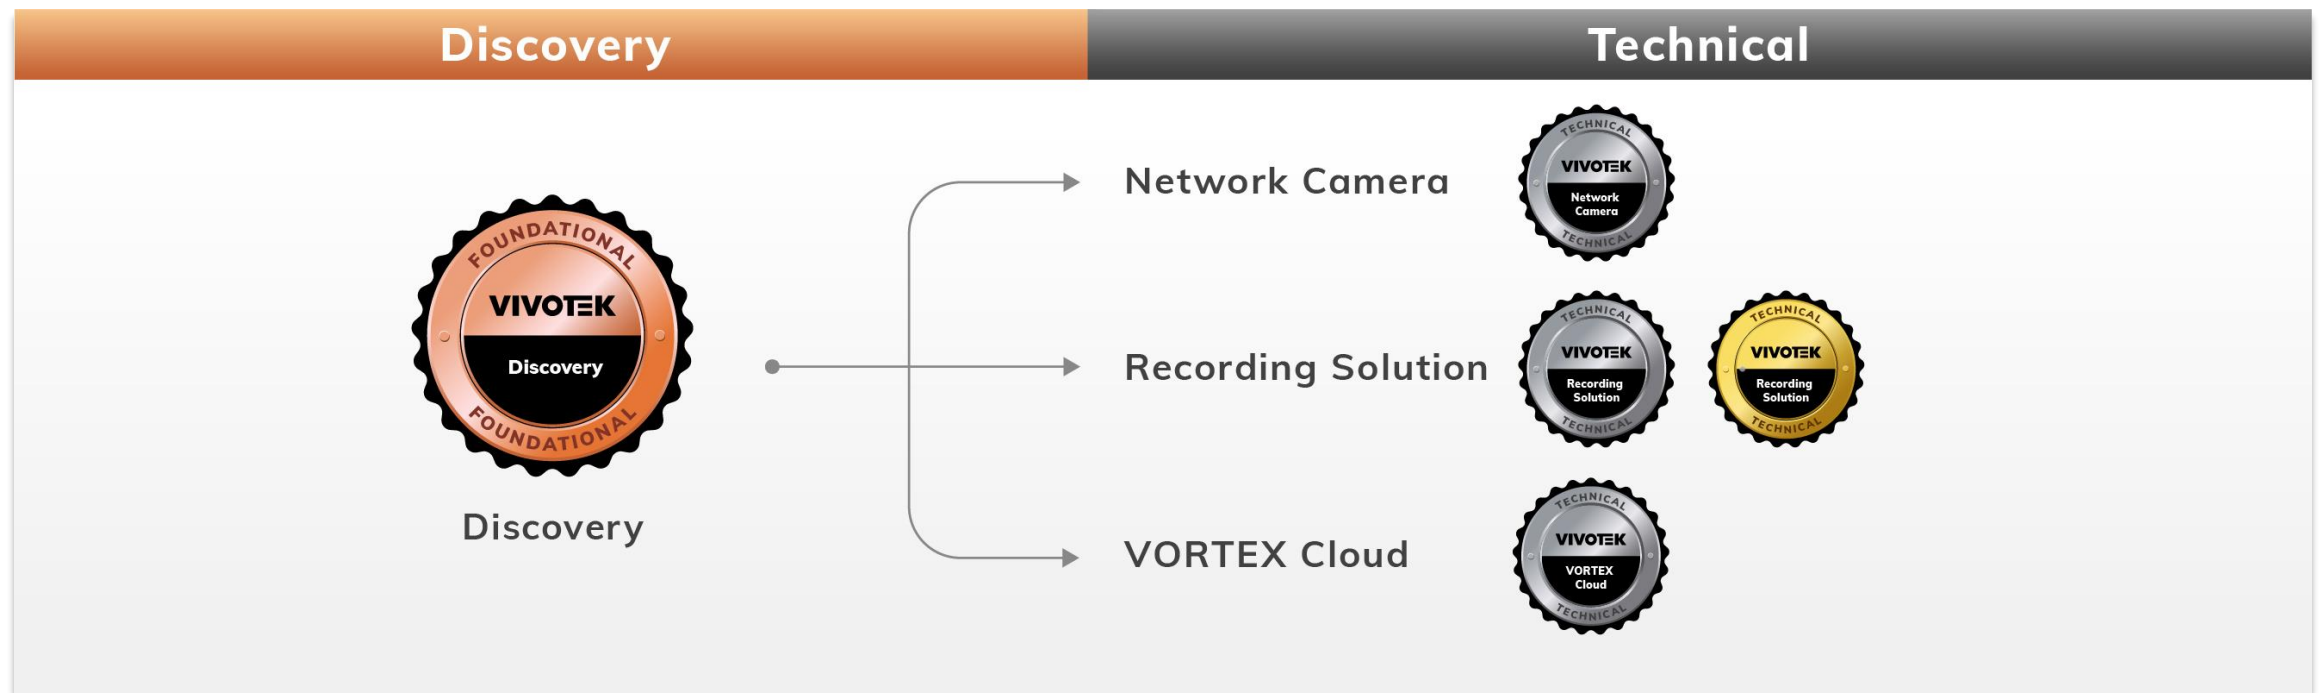 Discovery
Technical
FOUNDATIONAL
VIVOTEK
Discovery
FOUNDATIONAL
Discovery
Network Camera
TECHNICAL
VIVOTEK
Network
Camera
TECHNICAL
Recording Solution
TECHNICAL
VIVOTEK
Recording
Solution
TECHNICAL
TECHNICAL
VIVOTEK
Recording
Solution
TECHNICAL
VORTEX Cloud
TECHNICAL
VIVOTEK
VORTEX
Cloud
TECHNICAL